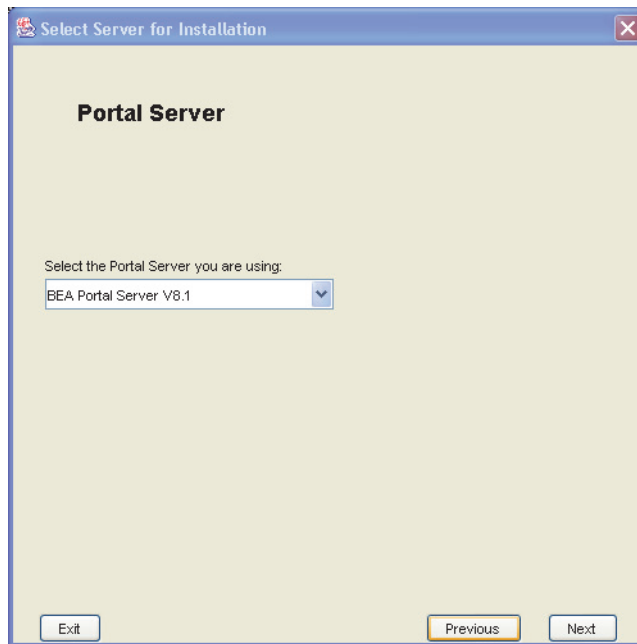 Select Server for Installation
Portal Server
Select the Portal Server you are using:
BEA Portal Server V8.1
Exit
Previous
Next